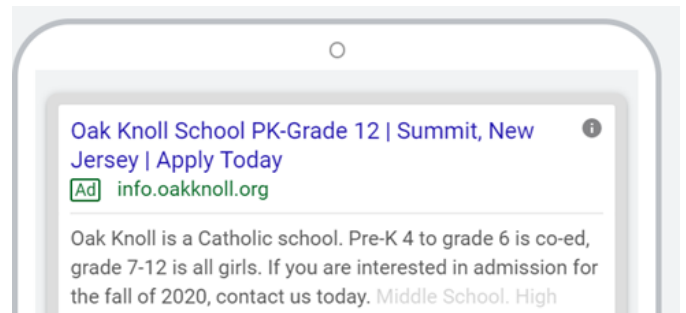 Oak Knoll School PK-Grade 12 | Summit, New
Jersey | Apply Today
Ad info.oakknoll.org
Oak Knoll is a Catholic school. Pre-K 4 to grade 6 is co-ed,
grade 7-12 is all girls. If you are interested in admission for
the fall of 2020, contact us today. Middle School. High